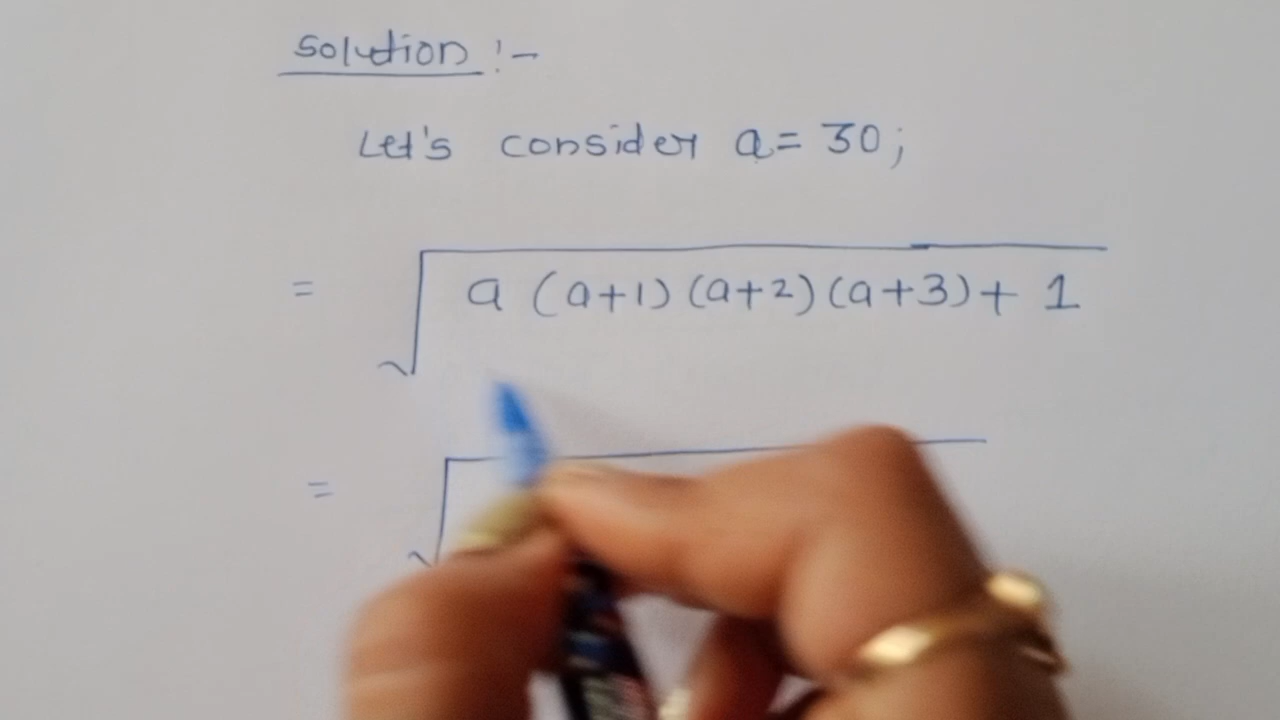 Solution :-
Let's consider a = 30;
= √a (a+1) (a+2) (a+3) + 1
= √